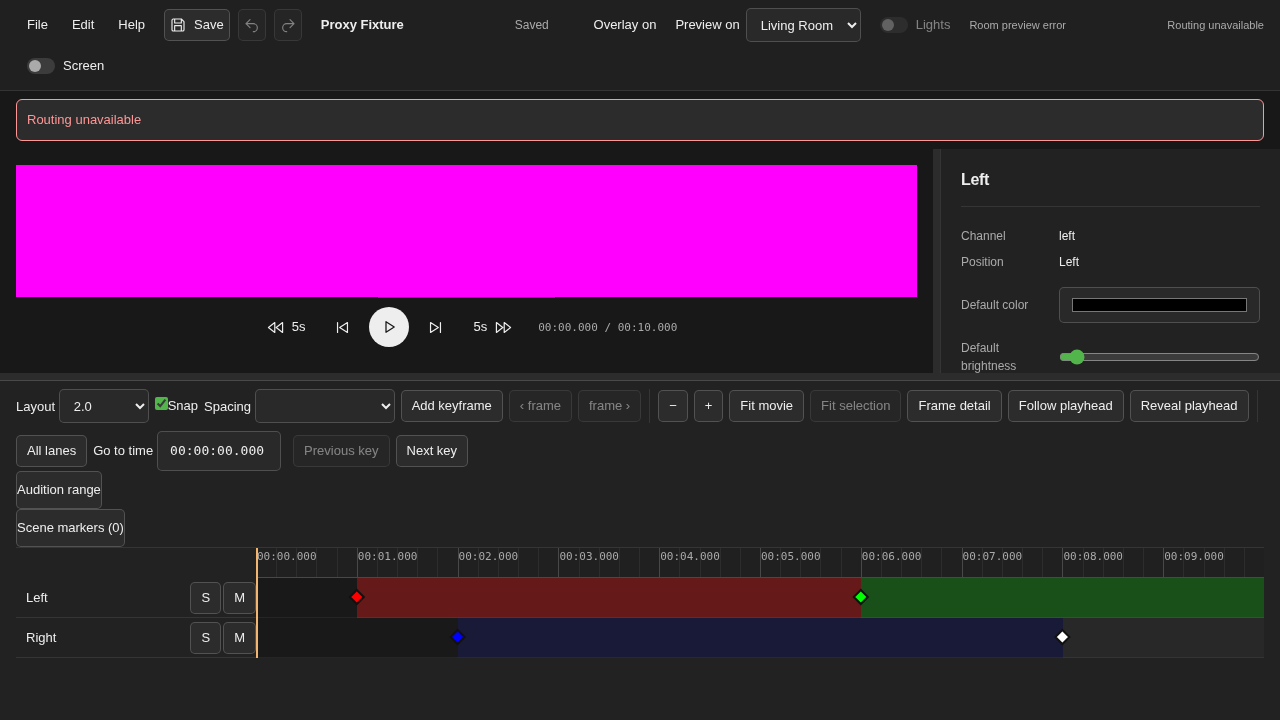 File Edit Help Save Proxy Fixture Saved Overlay on Preview on Living Room Lights Room preview error Routing unavailable
Screen
Routing unavailable
Left
Channel left
Position Left
Default color
Default brightness
5s 5s 00:00.000 / 00:10.000
Layout 2.0 Snap Spacing Add keyframe ‹ frame frame › − + Fit movie Fit selection Frame detail Follow playhead Reveal playhead
All lanes Go to time 00:00:00.000 Previous key Next key
Audition range
Scene markers (0)
00:00.000 00:01.000 00:02.000 00:03.000 00:04.000 00:05.000 00:06.000 00:07.000 00:08.000 00:09.000
Left S M
Right S M